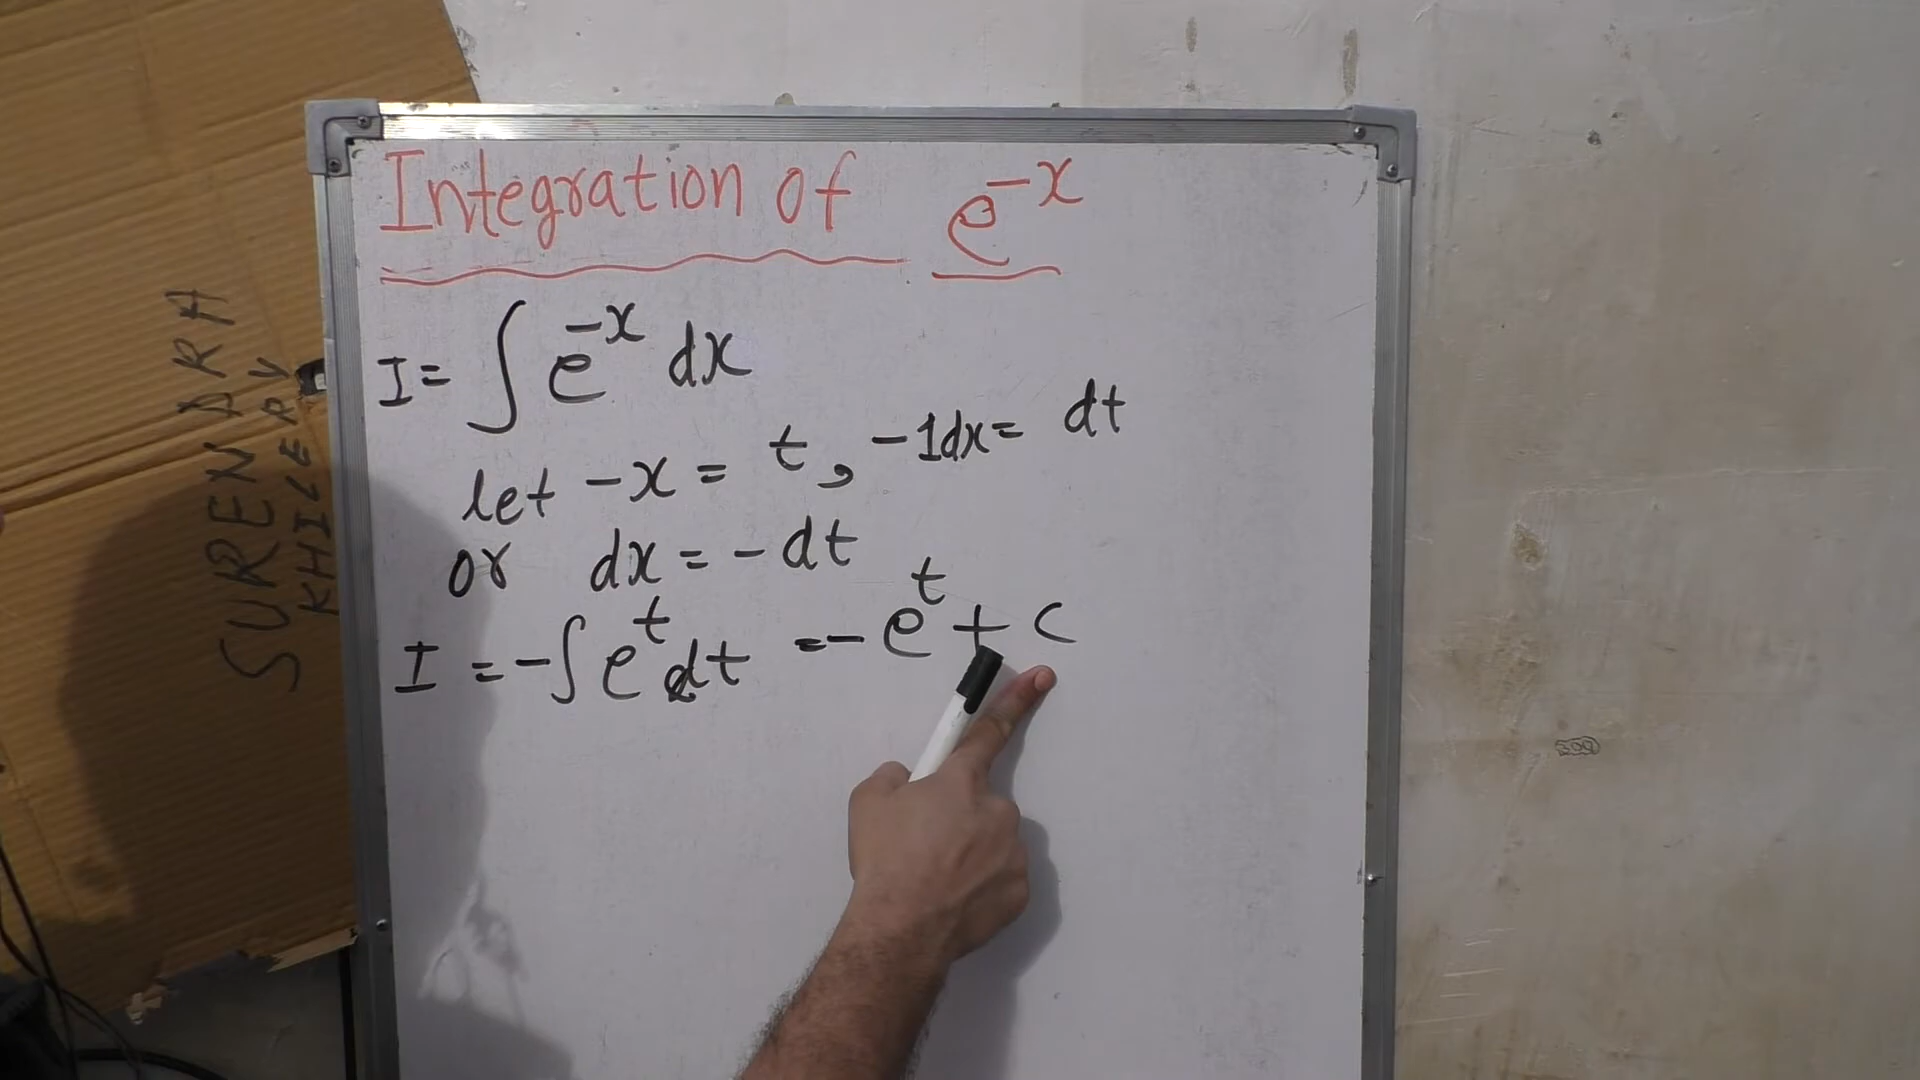 Integration of e^-x
I = ∫ e^-x dx
let -x = t, -1dx = dt
or dx = - dt
I = -∫ e^t dt = - e^t + c
SURENDRA
KHILERY